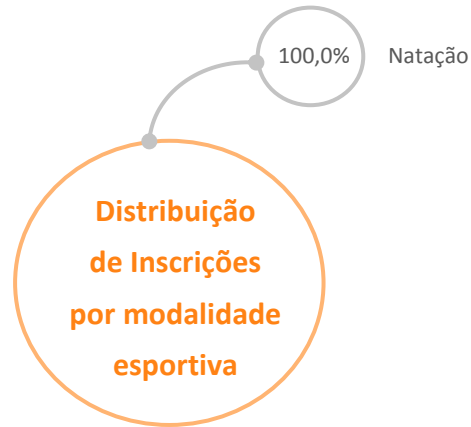 100,0% Natação
Distribuição
de Inscrições
por modalidade
esportiva